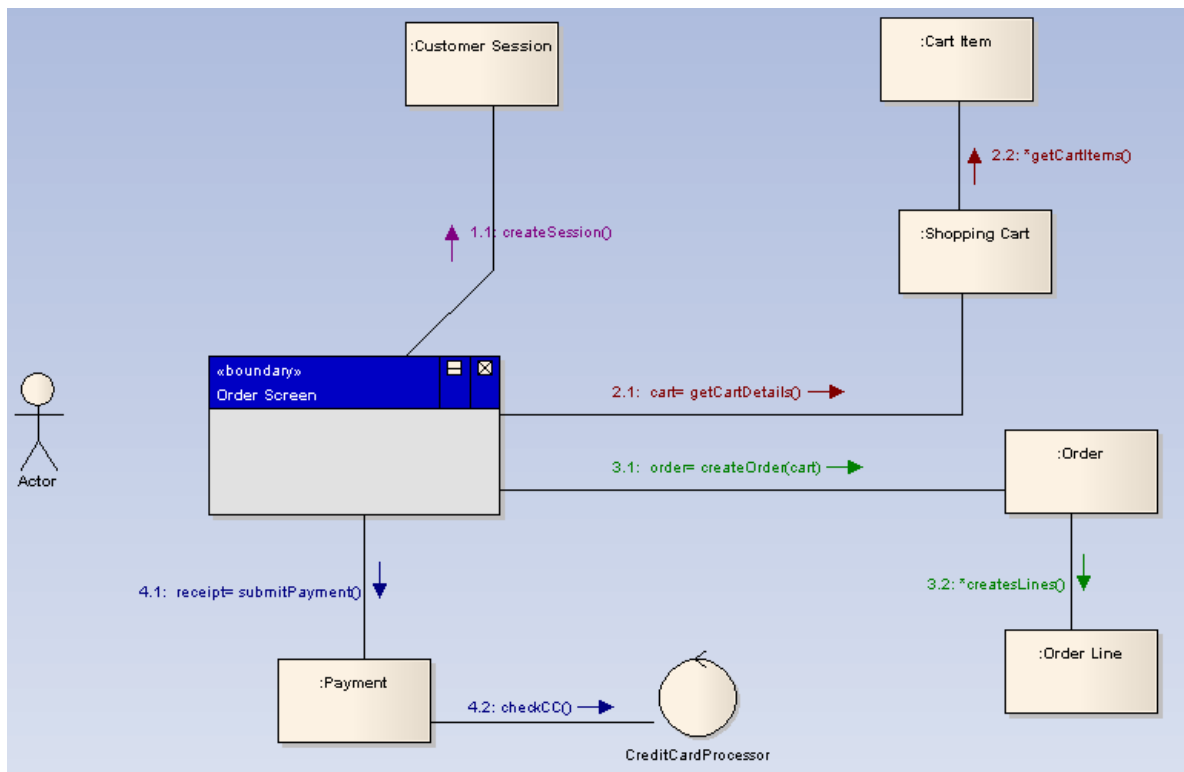 :Customer Session
:Cart Item
2.2: *getCartItems()
:Shopping Cart
1.1: createSession()
«boundary»
Order Screen
2.1: cart= getCartDetails()
3.1: order= createOrder(cart)
:Order
Actor
4.1: receipt= submitPayment()
3.2: *createsLines()
:Order Line
:Payment
4.2: checkCC()
CreditCardProcessor